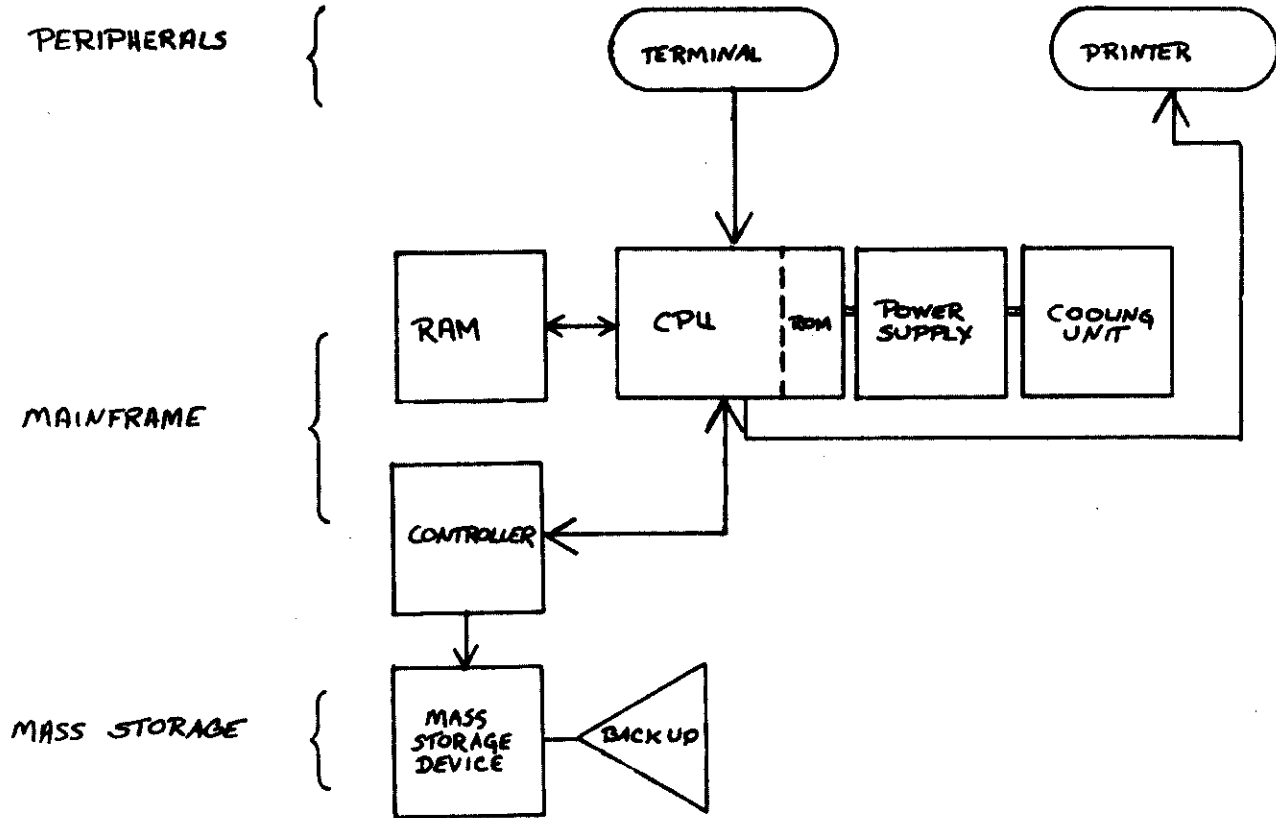 PERIPHERALS
TERMINAL
PRINTER
RAM
CPU
ROM
POWER
SUPPLY
COOLING
UNIT
MAINFRAME
CONTROLLER
MASS STORAGE
MASS
STORAGE
DEVICE
BACK UP